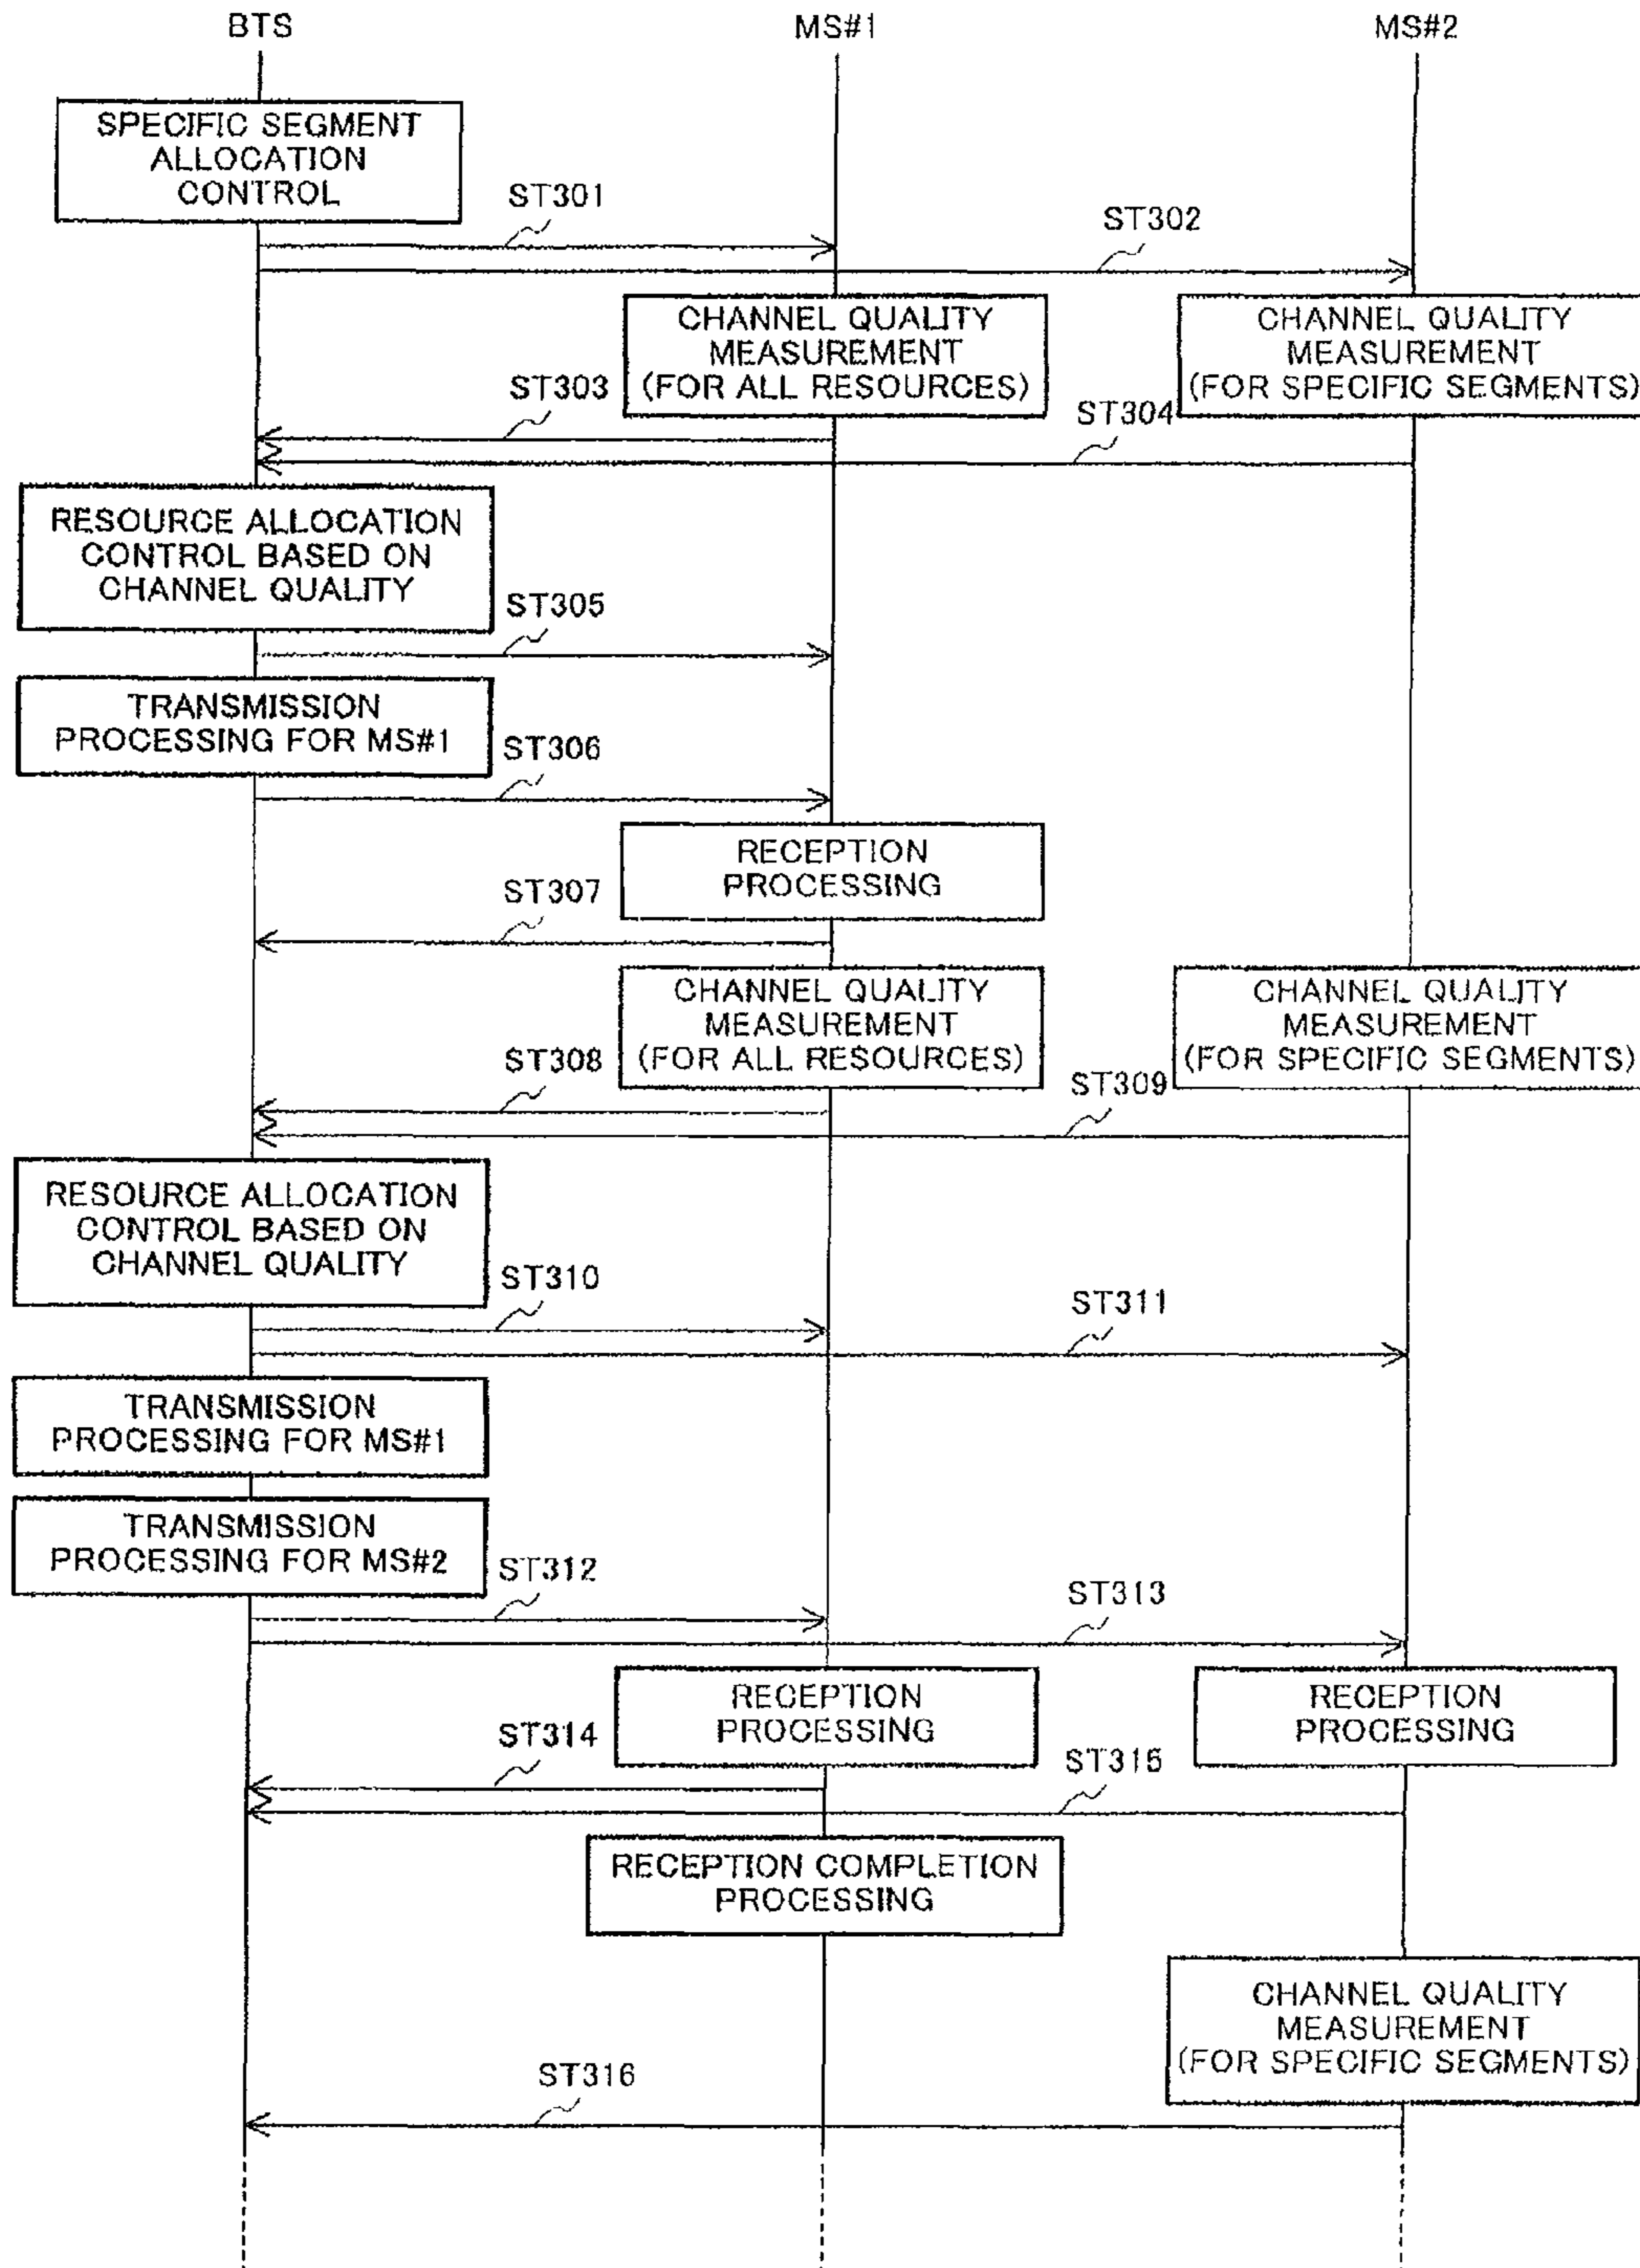 BTS
MS#1
MS#2
SPECIFIC SEGMENT
ALLOCATION
CONTROL
ST301
ST302
CHANNEL QUALITY
MEASUREMENT
(FOR ALL RESOURCES)
CHANNEL QUALITY
MEASUREMENT
(FOR SPECIFIC SEGMENTS)
ST303
ST304
RESOURCE ALLOCATION
CONTROL BASED ON
CHANNEL QUALITY
ST305
TRANSMISSION
PROCESSING FOR MS#1
ST306
RECEPTION
PROCESSING
ST307
CHANNEL QUALITY
MEASUREMENT
(FOR ALL RESOURCES)
CHANNEL QUALITY
MEASUREMENT
(FOR SPECIFIC SEGMENTS)
ST308
ST309
RESOURCE ALLOCATION
CONTROL BASED ON
CHANNEL QUALITY
ST310
ST311
TRANSMISSION
PROCESSING FOR MS#1
TRANSMISSION
PROCESSING FOR MS#2
ST312
ST313
RECEPTION
PROCESSING
RECEPTION
PROCESSING
ST314
ST315
RECEPTION COMPLETION
PROCESSING
CHANNEL QUALITY
MEASUREMENT
(FOR SPECIFIC SEGMENTS)
ST316